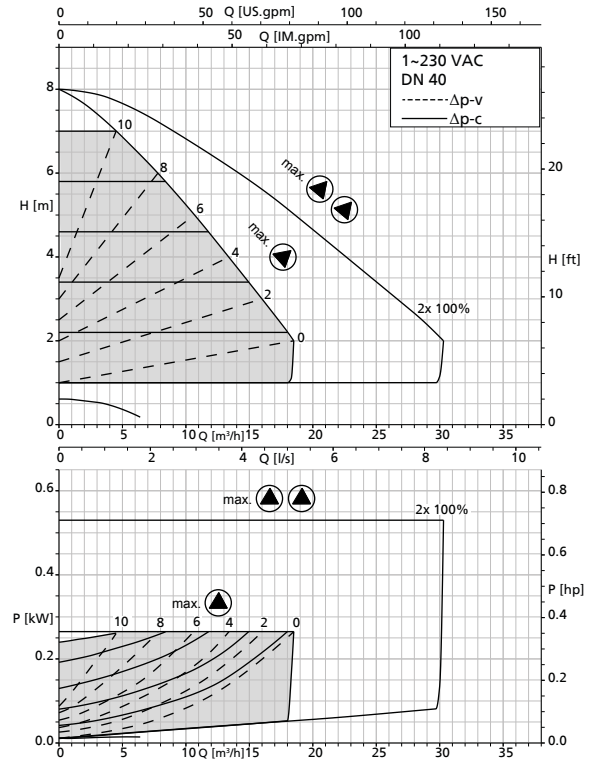 0 50 Q [US.gpm] 100 150
0 50 Q [IM.gpm] 100
1~230 VAC
DN 40
Δp-v
Δp-c
8
10
max.
8
6
20
H [m]
6
max.
4
4
H [ft]
2
10
2x 100%
0
2
0
0
0 5 10 Q [m³/h] 15 20 25 30 35
0 2 4 Q [l/s] 6 8 10
0.6
max.
2x 100%
0.8
0.6
0.4
P [hp]
max.
P [kW]
10 8 6 4 2 0
0.4
0.2
0.2
0.0
0.0
0 5 10 Q [m³/h] 15 20 25 30 35